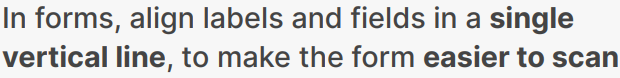 In forms, align labels and fields in a single
vertical line, to make the form easier to scan